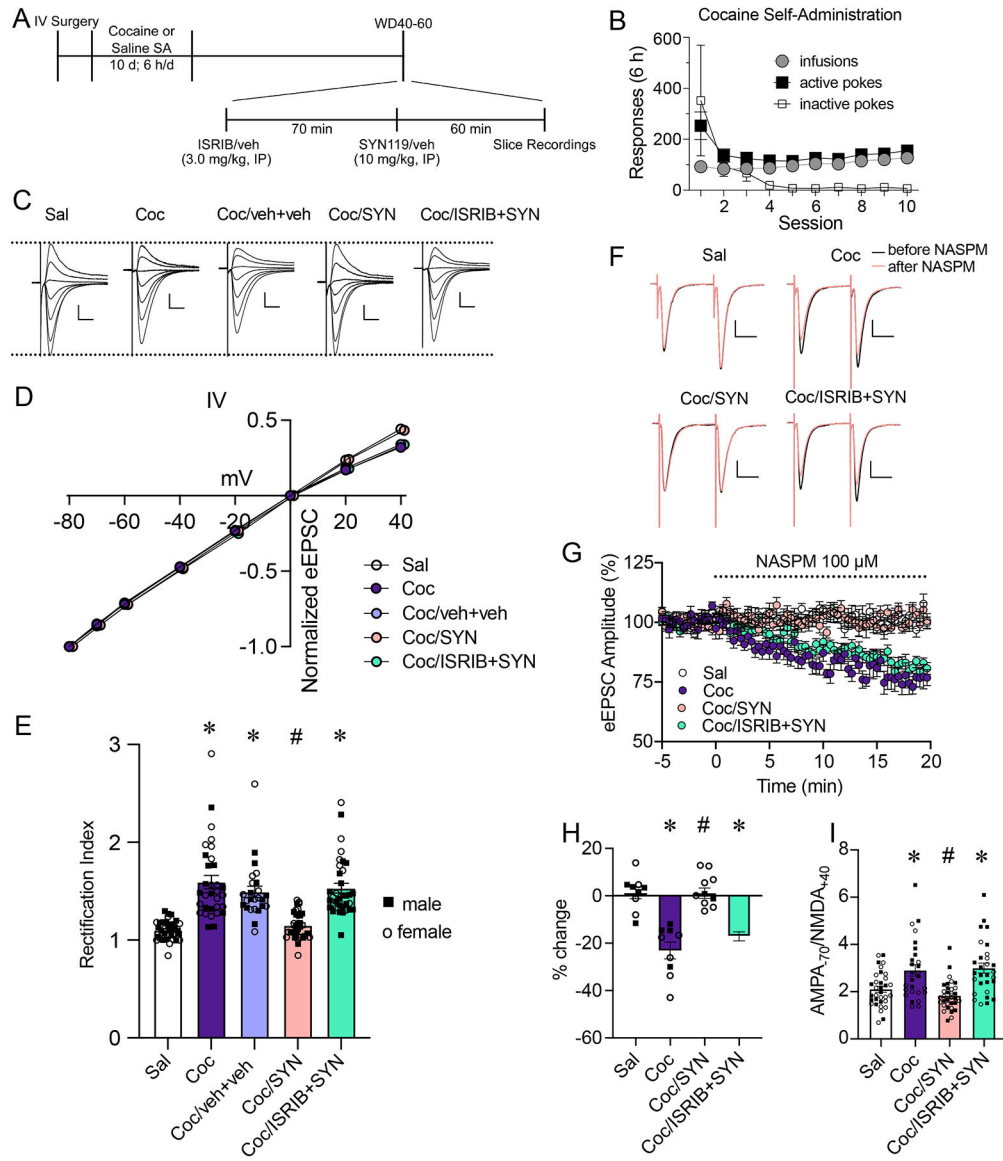 A
IV Surgery
Cocaine or
Saline SA
10 d; 6 h/d
WD40-60
70 min
60 min
ISRIB/veh
(3.0 mg/kg, IP)
SYN119/veh
(10 mg/kg, IP)
Slice Recordings
B
Cocaine Self-Administration
Responses (6 h)
600
400
200
0
infusions
active pokes
inactive pokes
2
4
6
8
10
Session
C
Sal
Coc
Coc/veh+veh
Coc/SYN
Coc/ISRIB+SYN
D
IV
mV
Normalized eEPSC
0.5
-0.5
-1.0
-80
-60
-40
-20
20
40
Sal
Coc
Coc/veh+veh
Coc/SYN
Coc/ISRIB+SYN
E
Rectification Index
3
2
1
0
*
*
#
*
male
female
Sal
Coc
Coc/veh+veh
Coc/SYN
Coc/ISRIB+SYN
F
Sal
Coc
before NASPM
after NASPM
Coc/SYN
Coc/ISRIB+SYN
G
eEPSC Amplitude (%)
125
100
75
50
NASPM 100 µM
Sal
Coc
Coc/SYN
Coc/ISRIB+SYN
-5
0
5
10
15
20
Time (min)
H
% change
20
0
-20
-40
-60
*
#
*
Sal
Coc
Coc/SYN
Coc/ISRIB+SYN
I
AMPA-70/NMDA+40
8
6
4
2
0
*
#
*
Sal
Coc
Coc/SYN
Coc/ISRIB+SYN